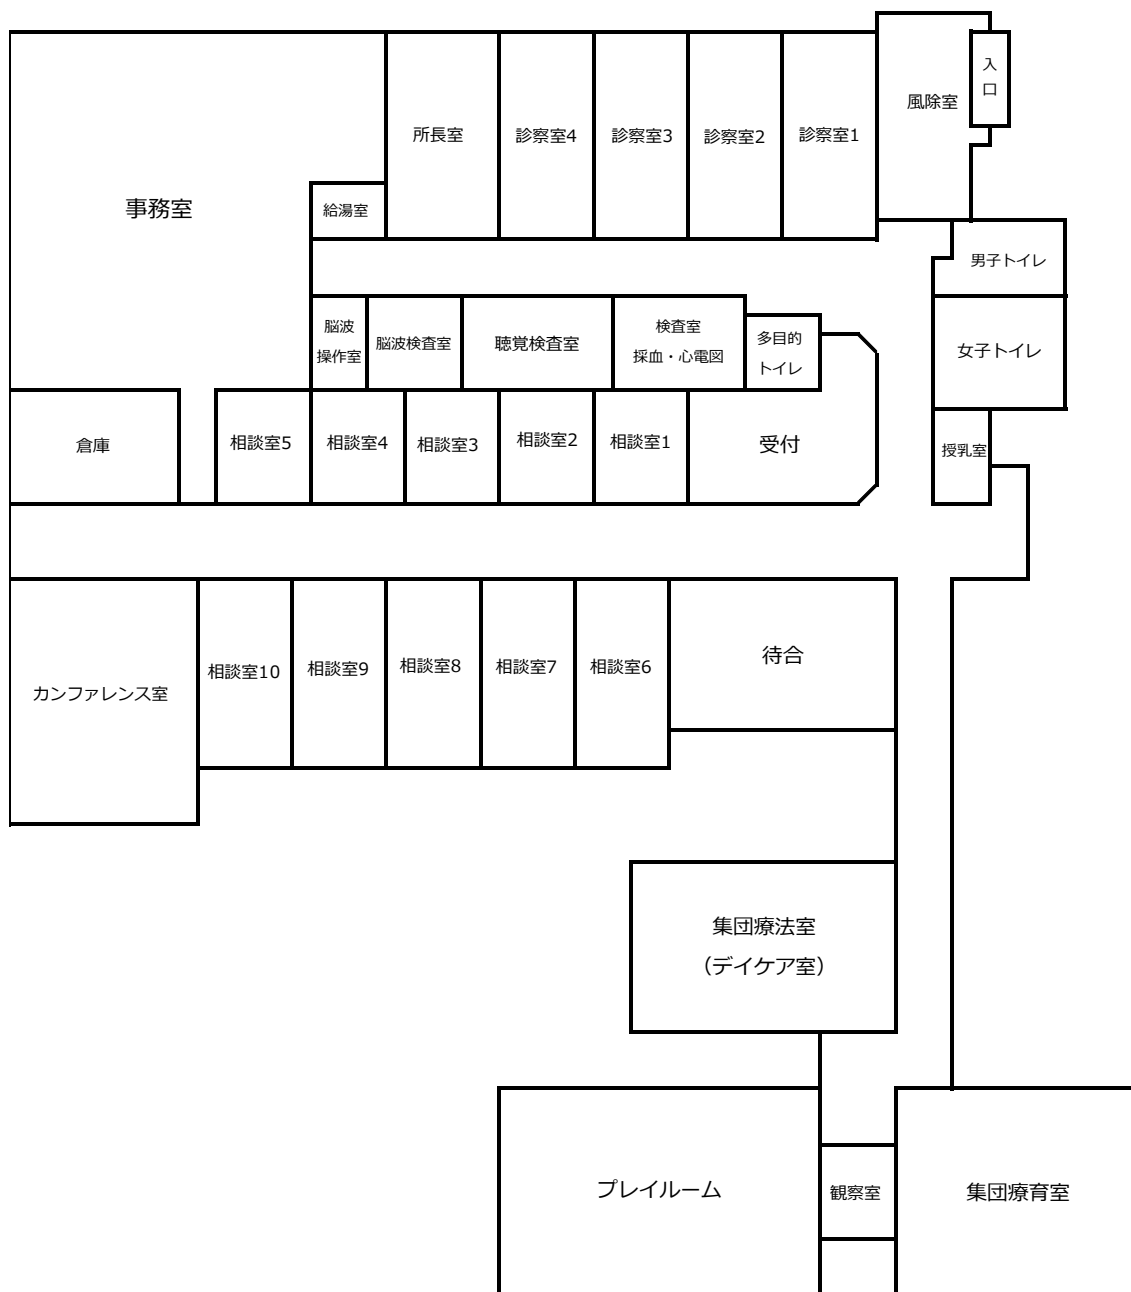 入
口
風除室
所長室
診察室4
診察室3
診察室2
診察室1
事務室
給湯室
男子トイレ
脳波
操作室
脳波検査室
聴覚検査室
検査室
採血・心電図
多目的
トイレ
女子トイレ
倉庫
相談室5
相談室4
相談室3
相談室2
相談室1
受付
授乳室
カンファレンス室
相談室10
相談室9
相談室8
相談室7
相談室6
待合
集団療法室
（デイケア室）
プレイルーム
観察室
集団療育室